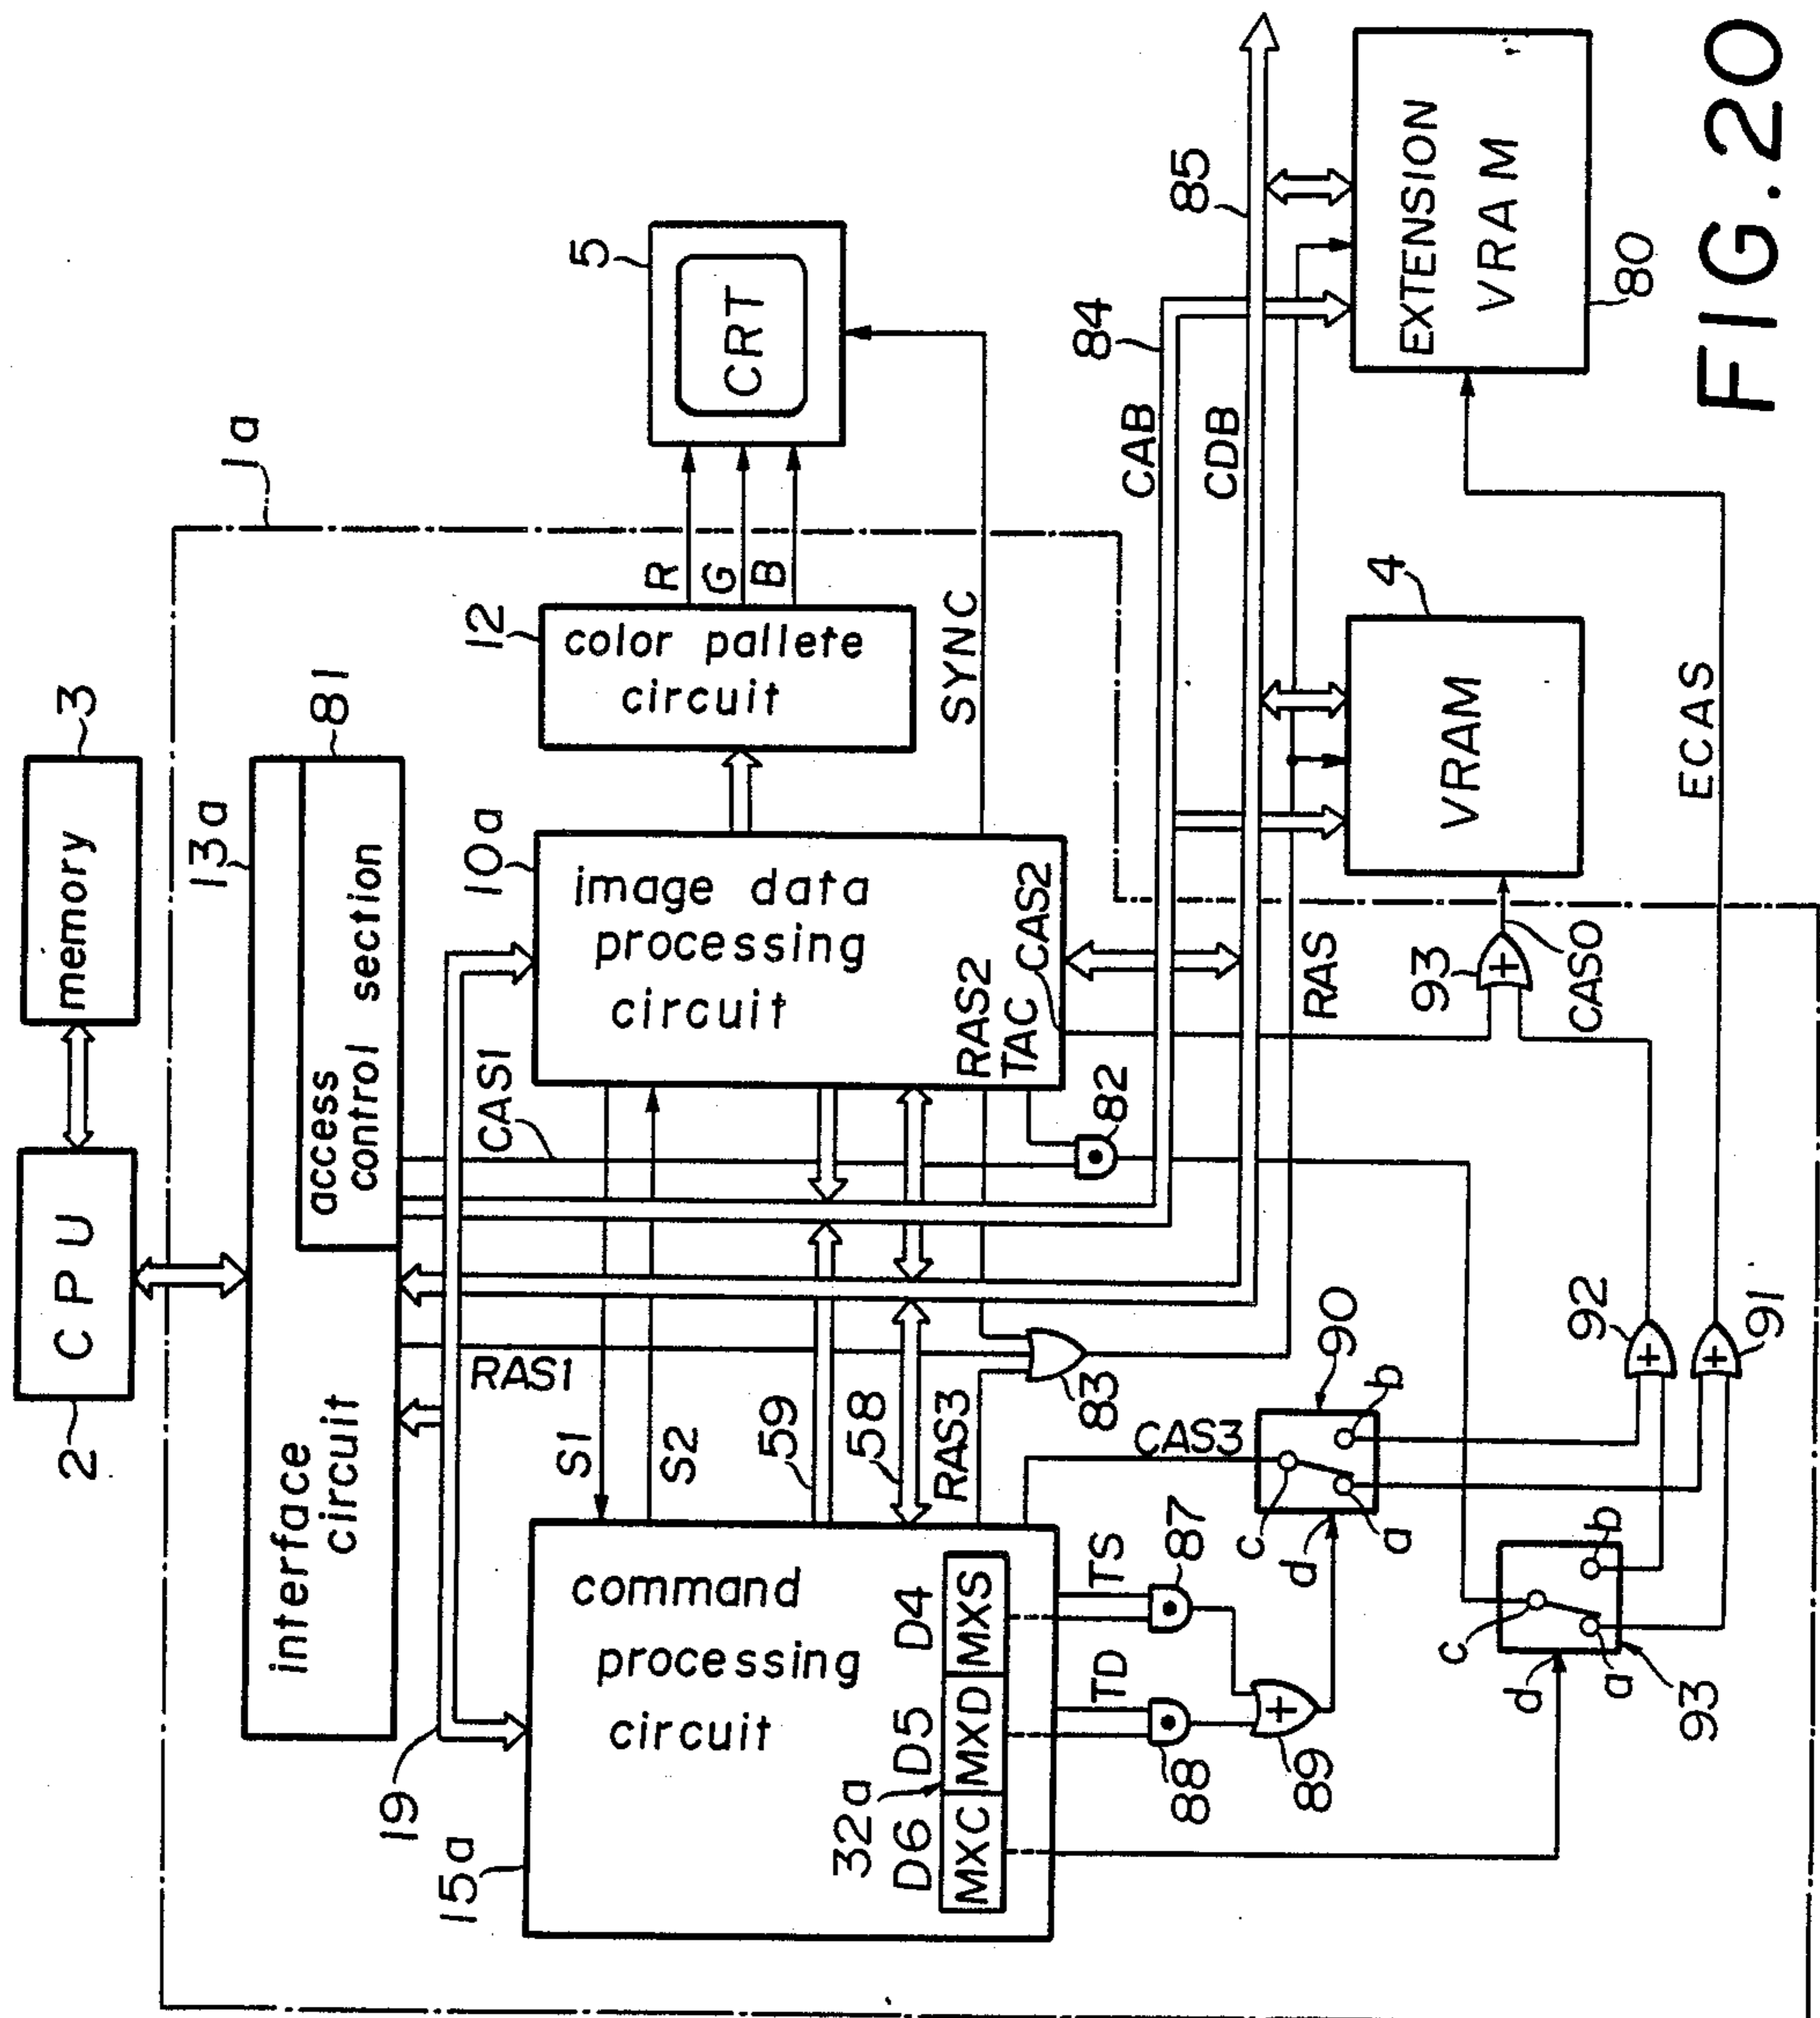 CPU
2
memory
3
13a
interface
circuit
access
control section
81
1a
19
RAS1
CAS1
15a
command
processing
circuit
32a
D6 D5 D4
MXC MXD MXS
S1
S2
59
58
RAS3
10a
image data
processing
circuit
RAS2
TAC
CAS2
12
color pallete
circuit
R
G
B
SYNC
5
CRT
TS
TD
87
88
89
83
82
CAS3
90
a
b
c
d
a
b
c
d
93
92
91
93
CAS0
RAS
CAB
CDB
84
85
4
VRAM
ECAS
EXTENSION
VRAM
80
FIG.20